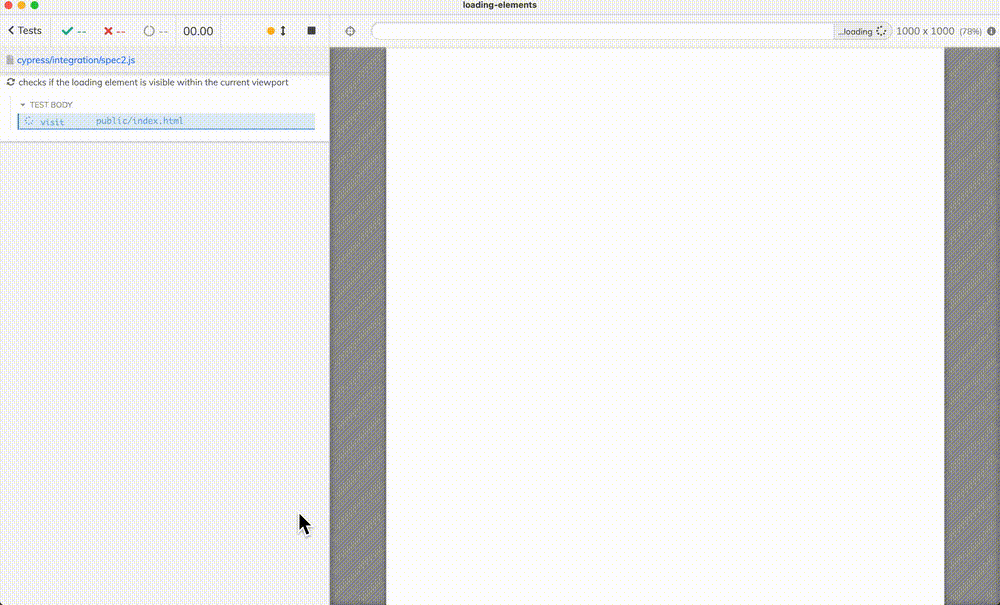 loading-elements
Tests -- -- -- 00.00 ...loading 1000 x 1000 (78%)
cypress/integration/spec2.js
checks if the loading element is visible within the current viewport
TEST BODY
visit public/index.html